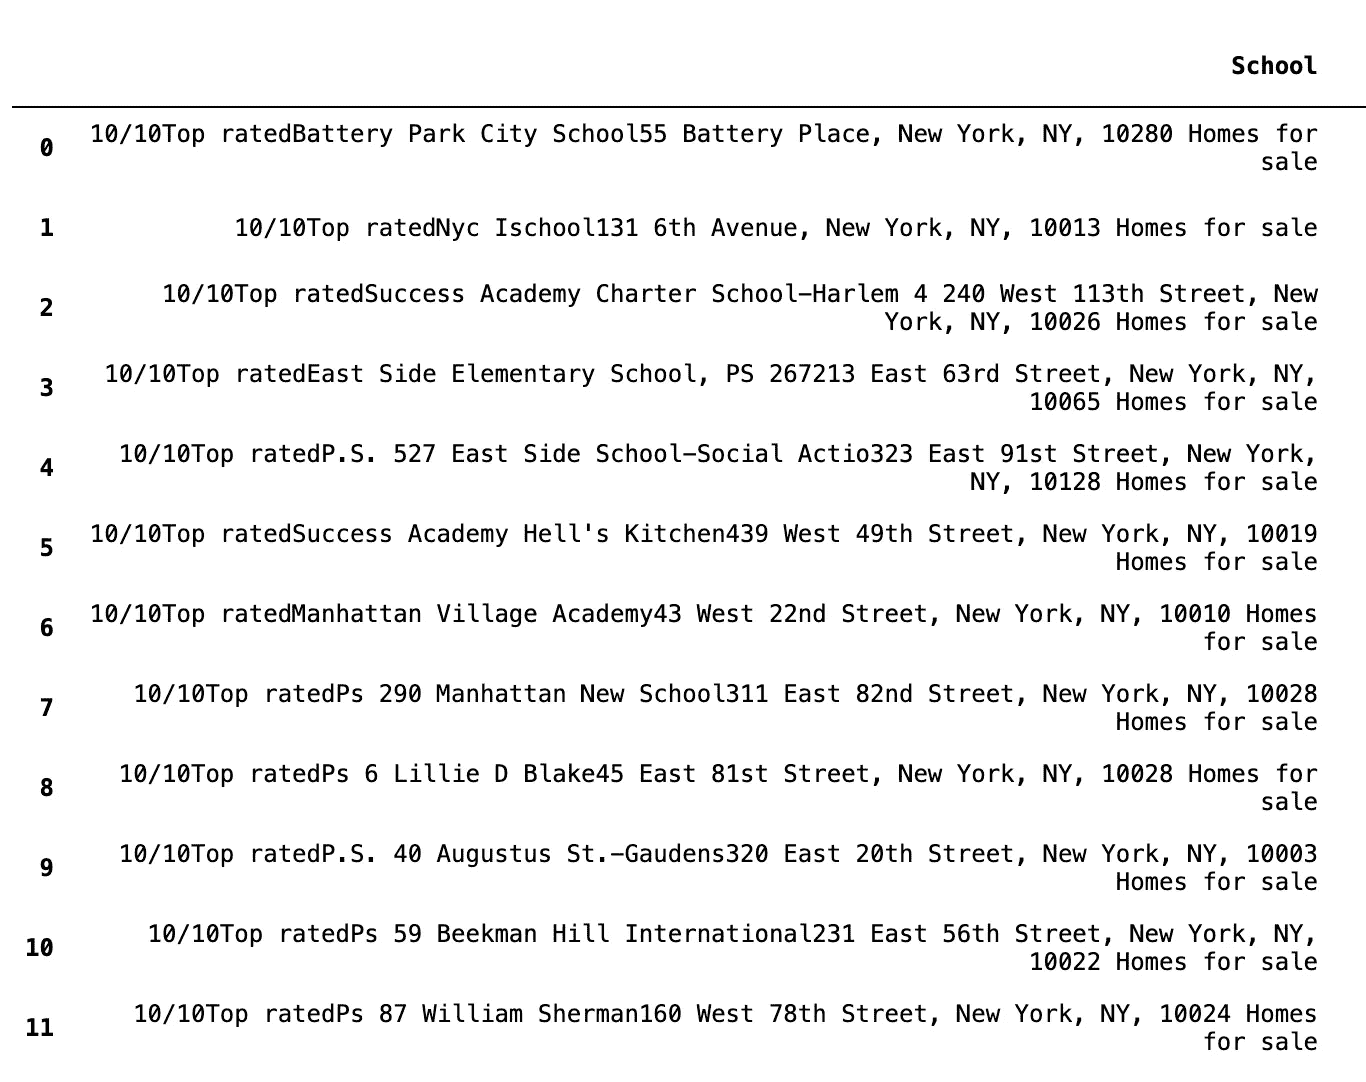 School
0 10/10Top ratedBattery Park City School55 Battery Place, New York, NY, 10280 Homes for
sale
1 10/10Top ratedNyc Ischool131 6th Avenue, New York, NY, 10013 Homes for sale
2 10/10Top ratedSuccess Academy Charter School-Harlem 4 240 West 113th Street, New
York, NY, 10026 Homes for sale
3 10/10Top ratedEast Side Elementary School, PS 267213 East 63rd Street, New York, NY,
10065 Homes for sale
4 10/10Top ratedP.S. 527 East Side School-Social Actio323 East 91st Street, New York,
NY, 10128 Homes for sale
5 10/10Top ratedSuccess Academy Hell's Kitchen439 West 49th Street, New York, NY, 10019
Homes for sale
6 10/10Top ratedManhattan Village Academy43 West 22nd Street, New York, NY, 10010 Homes
for sale
7 10/10Top ratedPs 290 Manhattan New School311 East 82nd Street, New York, NY, 10028
Homes for sale
8 10/10Top ratedPs 6 Lillie D Blake45 East 81st Street, New York, NY, 10028 Homes for
sale
9 10/10Top ratedP.S. 40 Augustus St.-Gaudens320 East 20th Street, New York, NY, 10003
Homes for sale
10 10/10Top ratedPs 59 Beekman Hill International231 East 56th Street, New York, NY,
10022 Homes for sale
11 10/10Top ratedPs 87 William Sherman160 West 78th Street, New York, NY, 10024 Homes
for sale